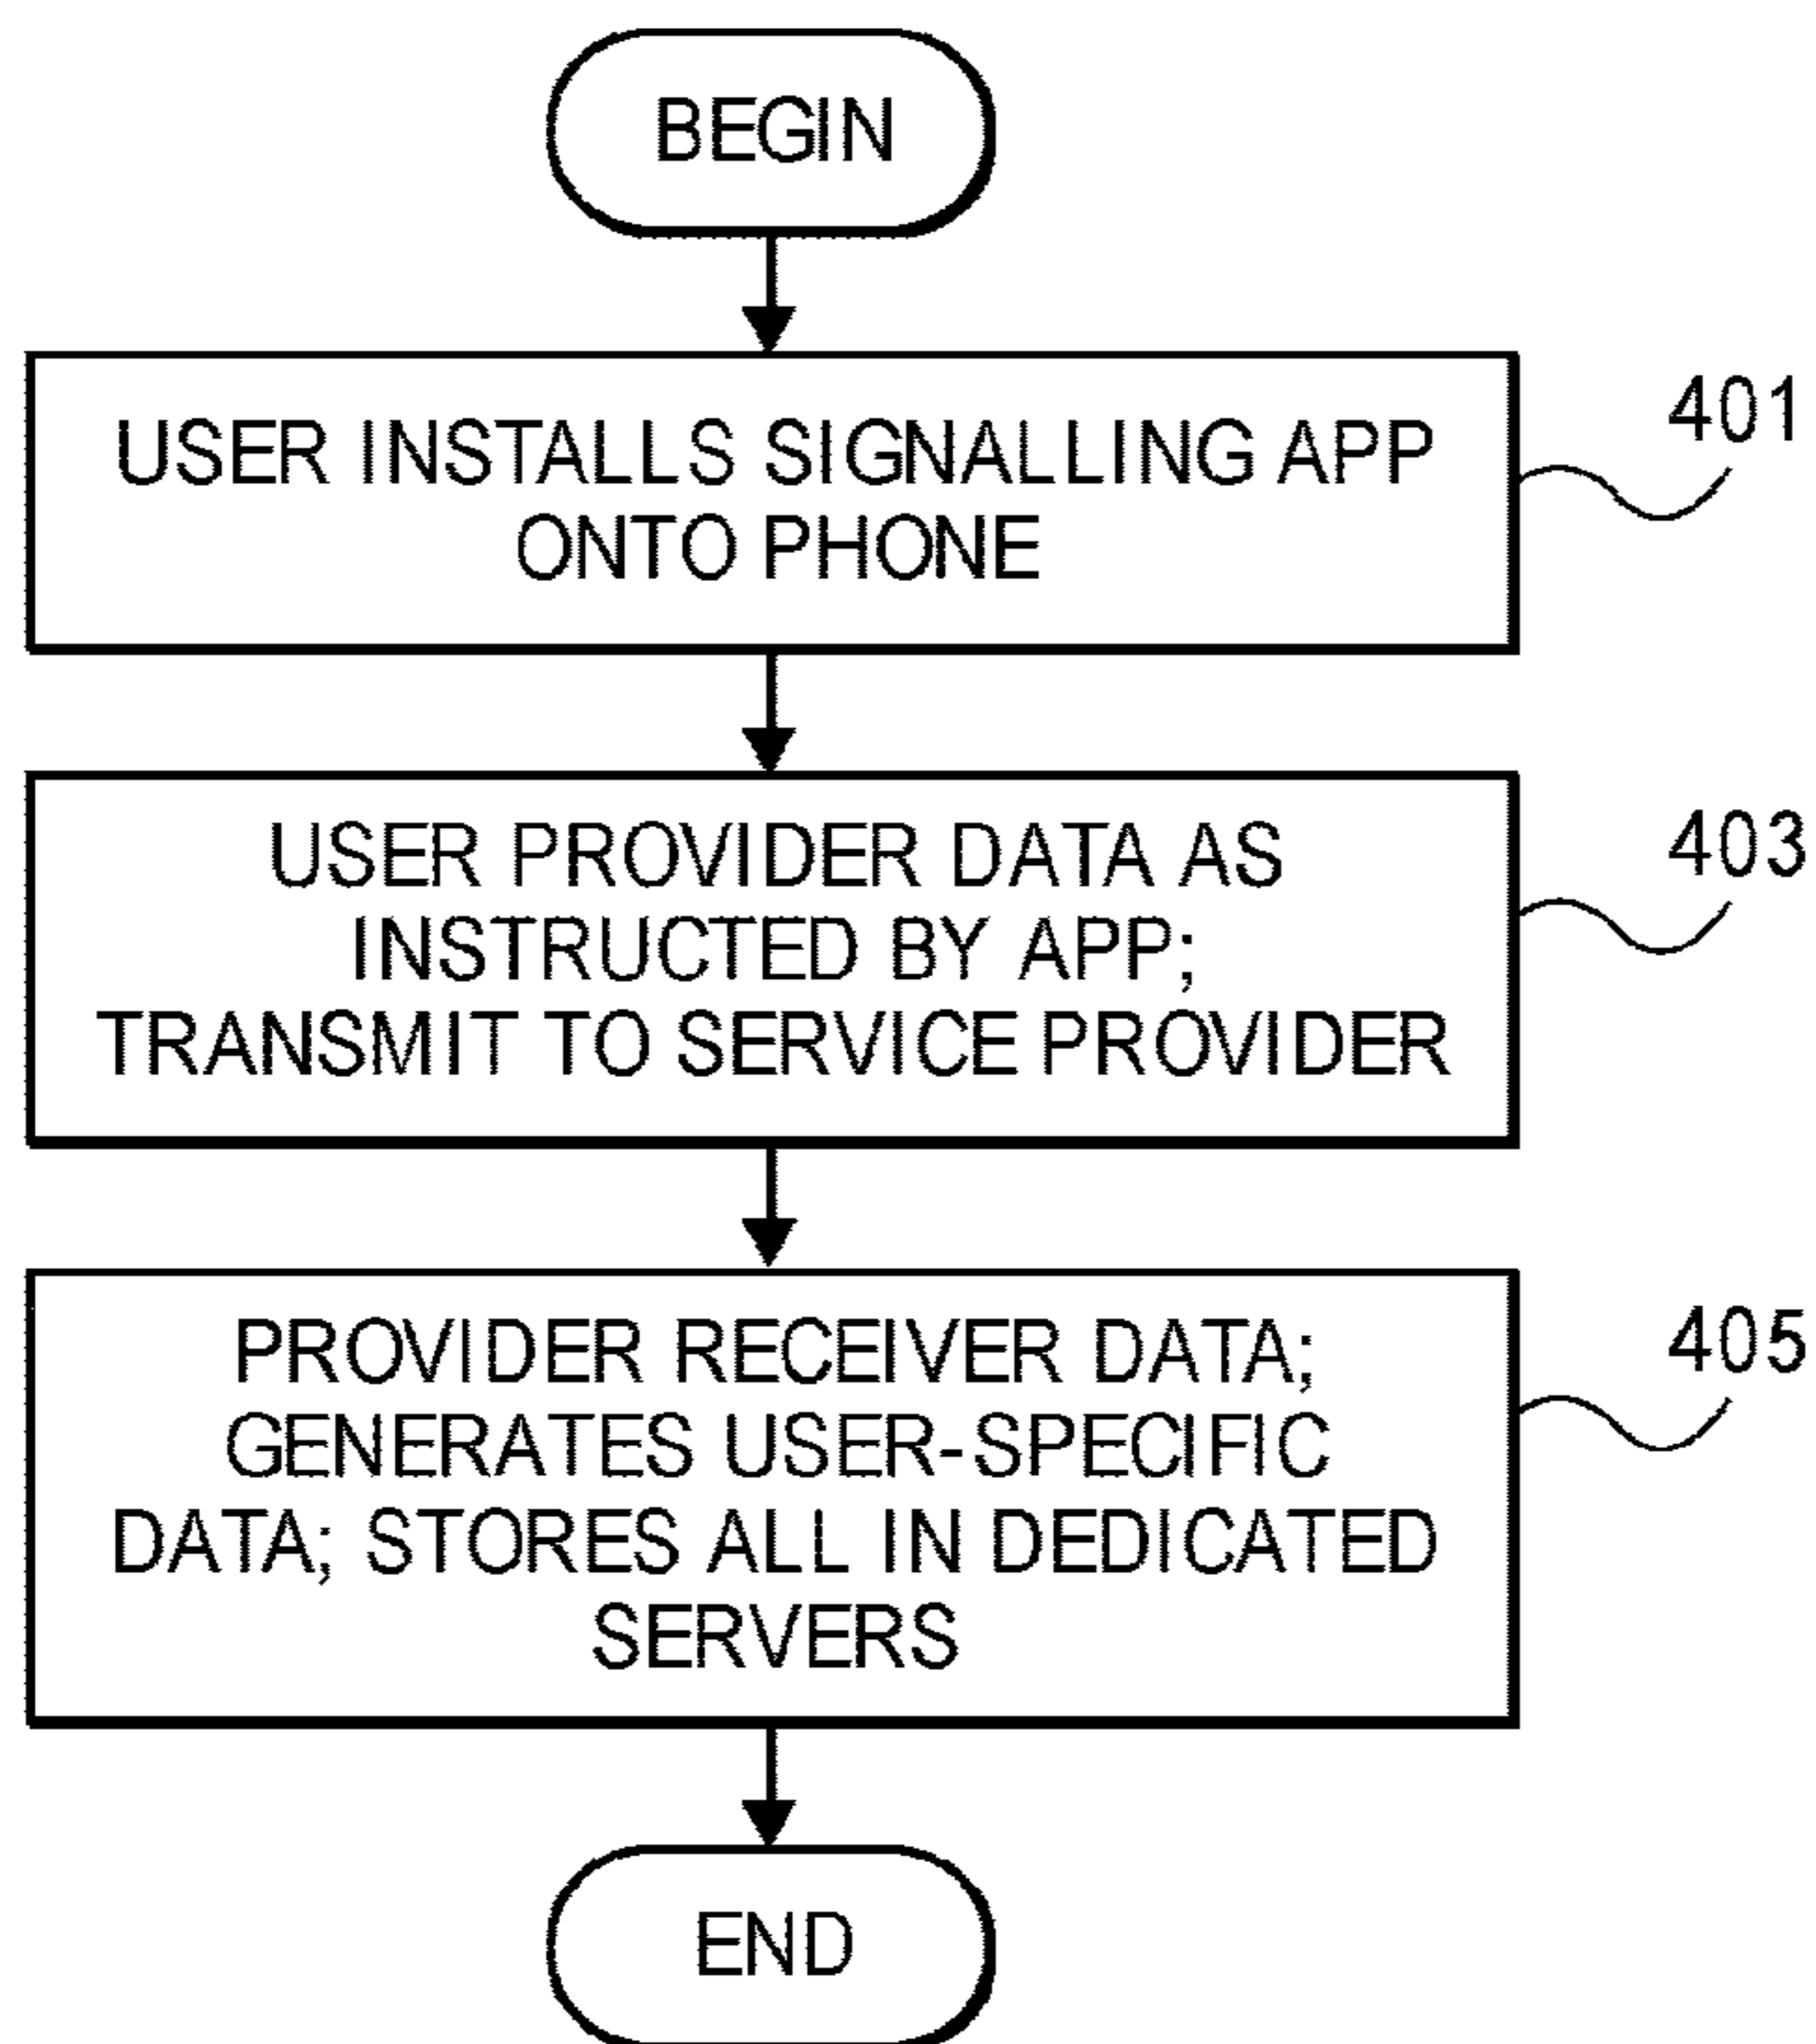 BEGIN
USER INSTALLS SIGNALLING APP
ONTO PHONE
401
USER PROVIDER DATA AS
INSTRUCTED BY APP;
TRANSMIT TO SERVICE PROVIDER
403
PROVIDER RECEIVER DATA;
GENERATES USER-SPECIFIC
DATA; STORES ALL IN DEDICATED
SERVERS
405
END